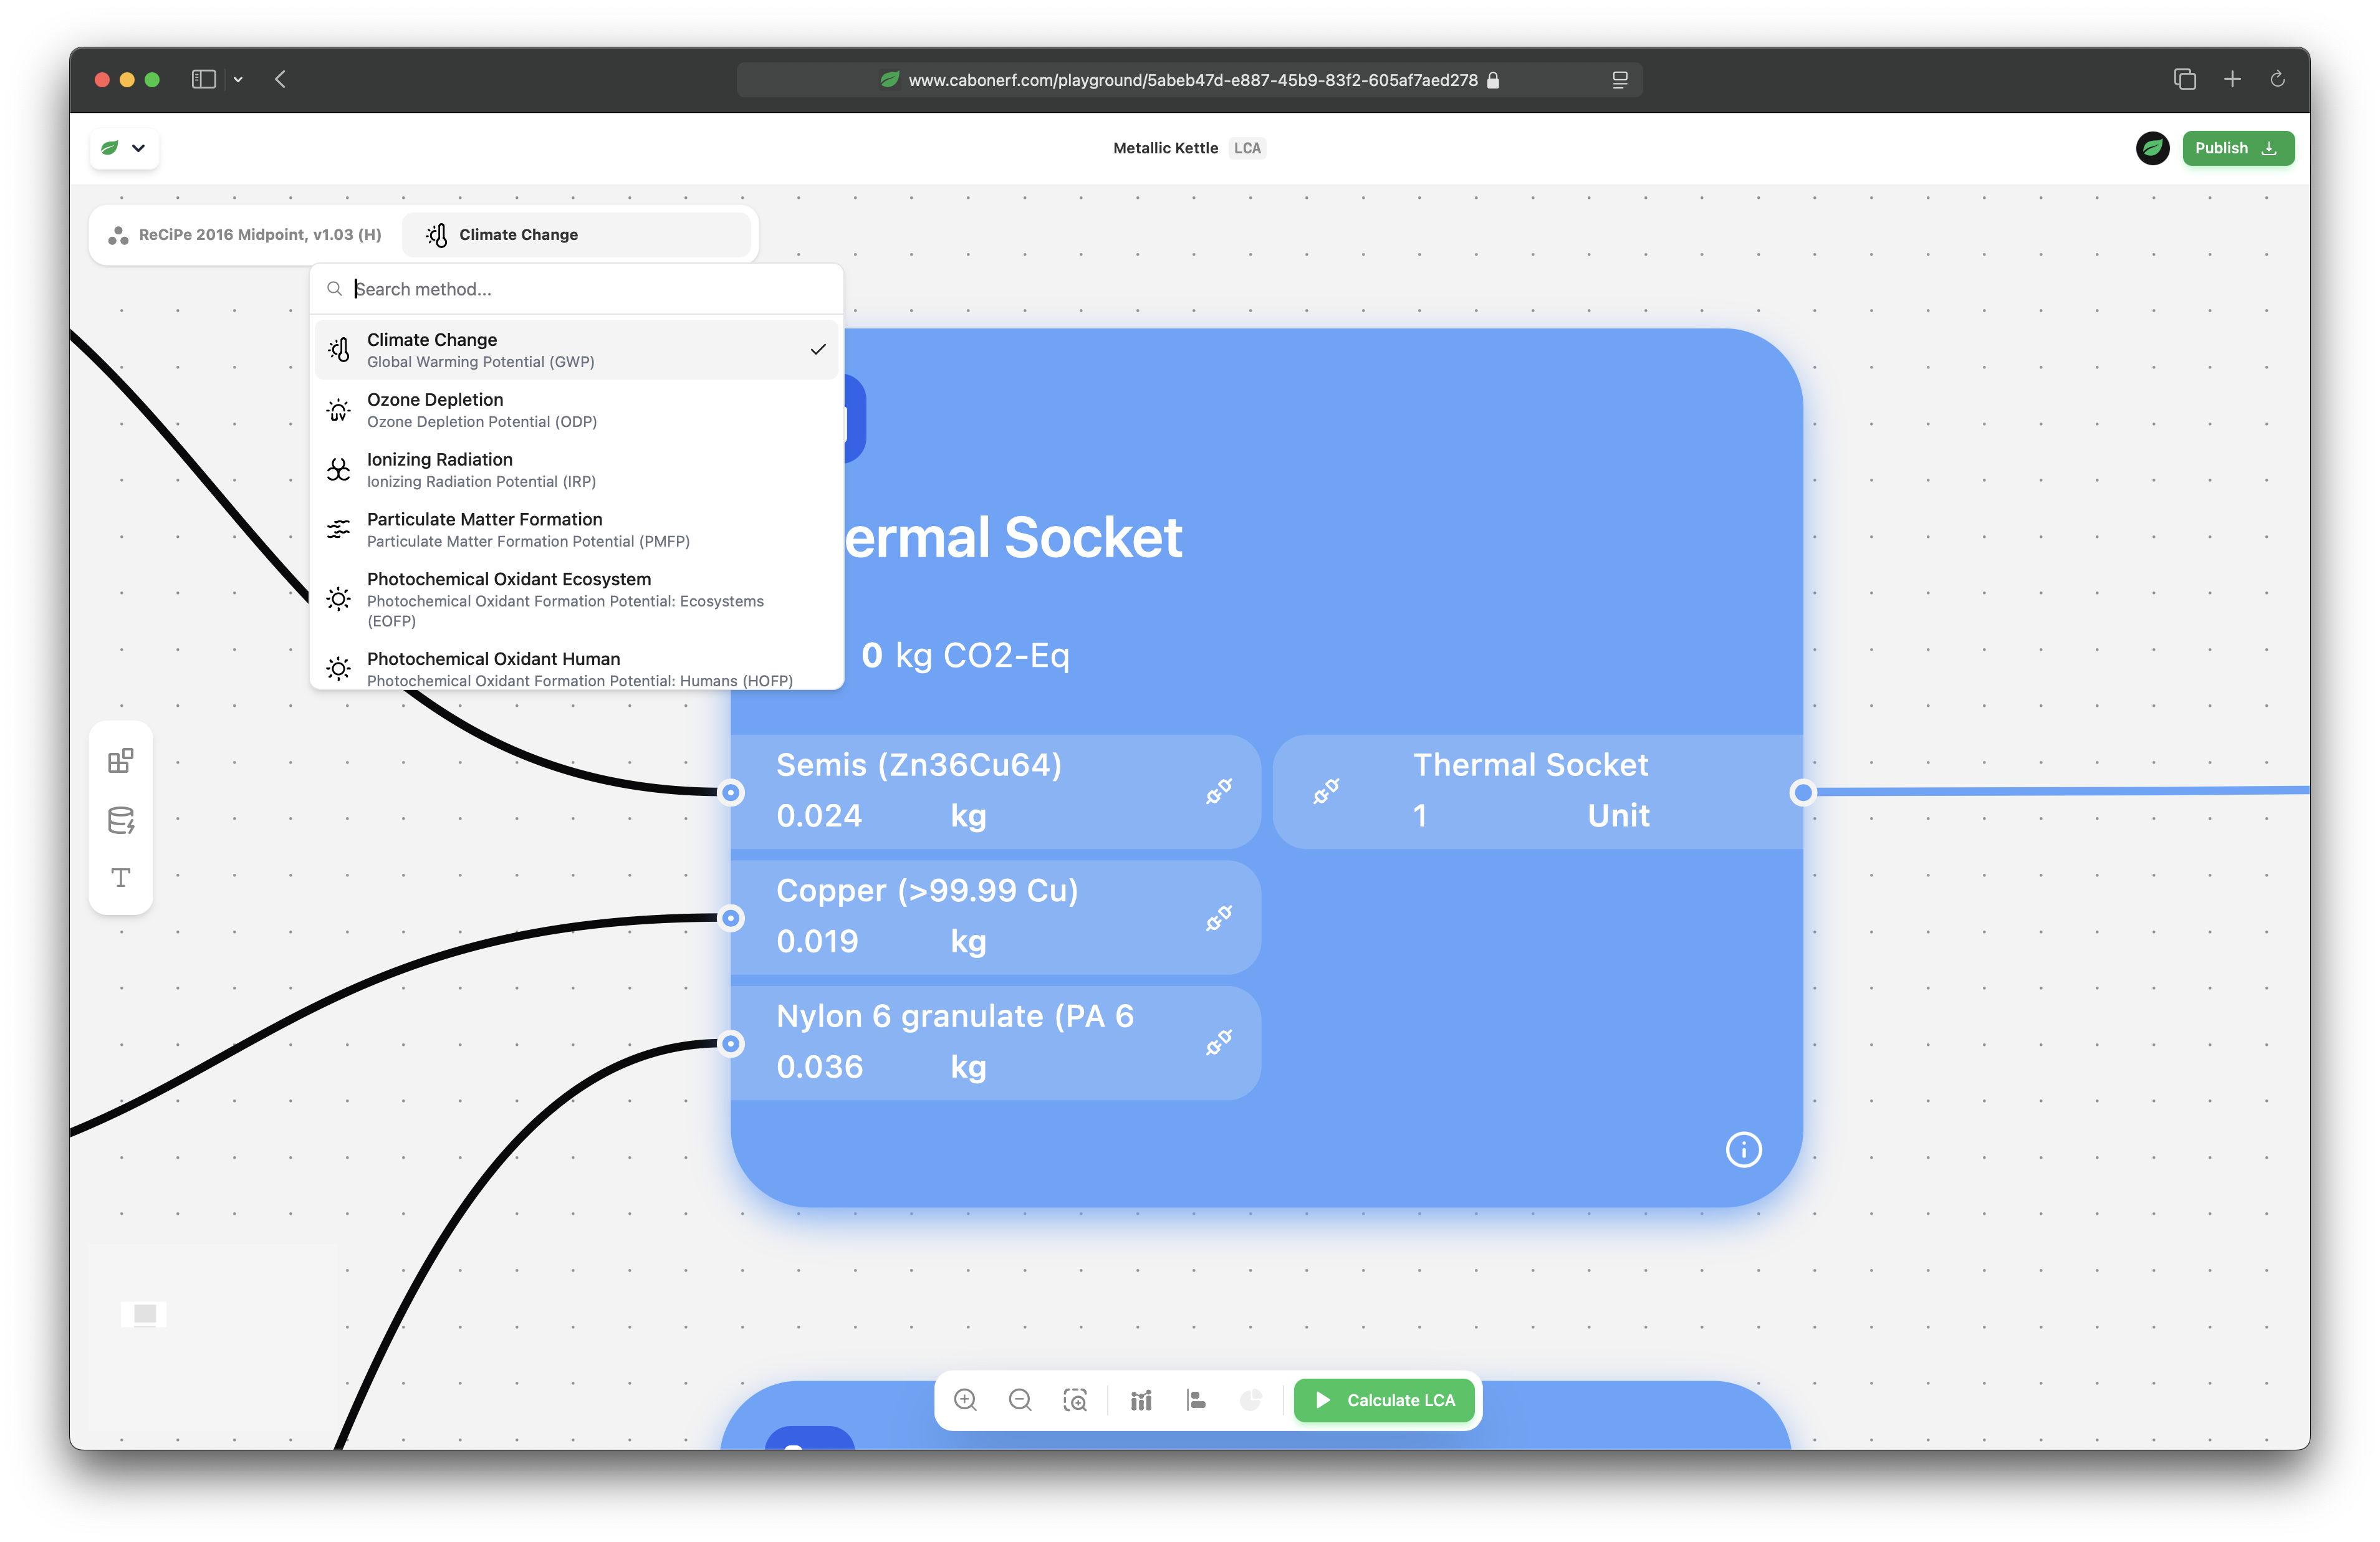 www.cabonerf.com/playground/5abeb47d-e887-45b9-83f2-605af7aed278
Metallic Kettle LCA
Publish
ReCiPe 2016 Midpoint, v1.03 (H)
Climate Change
Search method...
Climate Change
Global Warming Potential (GWP)
Ozone Depletion
Ozone Depletion Potential (ODP)
Ionizing Radiation
Ionizing Radiation Potential (IRP)
Particulate Matter Formation
Particulate Matter Formation Potential (PMFP)
Photochemical Oxidant Ecosystem
Photochemical Oxidant Formation Potential: Ecosystems
(EOFP)
Photochemical Oxidant Human
Photochemical Oxidant Formation Potential: Humans (HOFP)
ermal Socket
0 kg CO2-Eq
Semis (Zn36Cu64)
0.024 kg
Thermal Socket
1 Unit
Copper (>99.99 Cu)
0.019 kg
Nylon 6 granulate (PA 6
0.036 kg
T
Calculate LCA